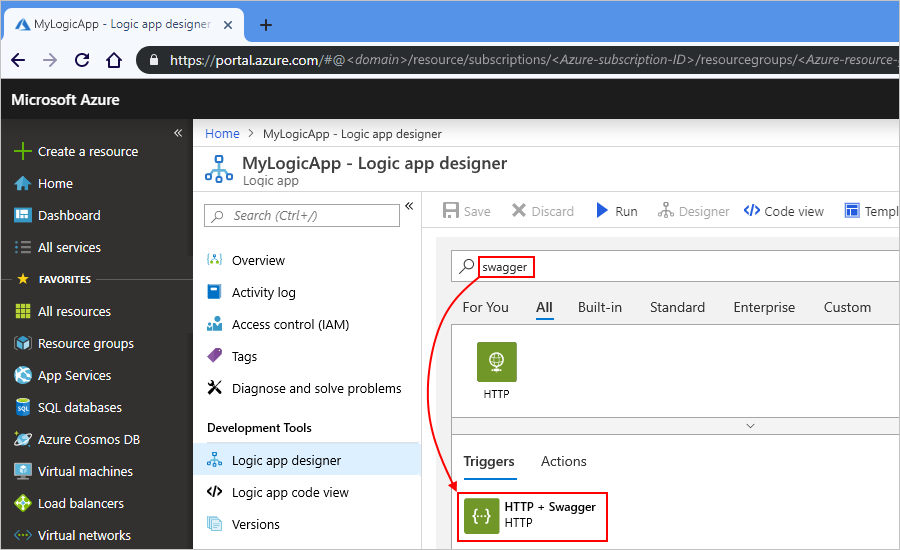 MyLogicApp - Logic app designer
https://portal.azure.com/#@<domain>/resource/subscriptions/<Azure-subscription-ID>/resourcegroups/<Azure-resource-
Microsoft Azure
Create a resource
Home
Dashboard
All services
FAVORITES
All resources
Resource groups
App Services
SQL databases
Azure Cosmos DB
Virtual machines
Load balancers
Virtual networks
Home > MyLogicApp - Logic app designer
MyLogicApp - Logic app designer
Logic app
Search (Ctrl+/)
Overview
Activity log
Access control (IAM)
Tags
Diagnose and solve problems
Development Tools
Logic app designer
Logic app code view
Versions
Save Discard Run Designer Code view Templ
swagger
For You All Built-in Standard Enterprise Custom
HTTP
Triggers Actions
HTTP + Swagger
HTTP